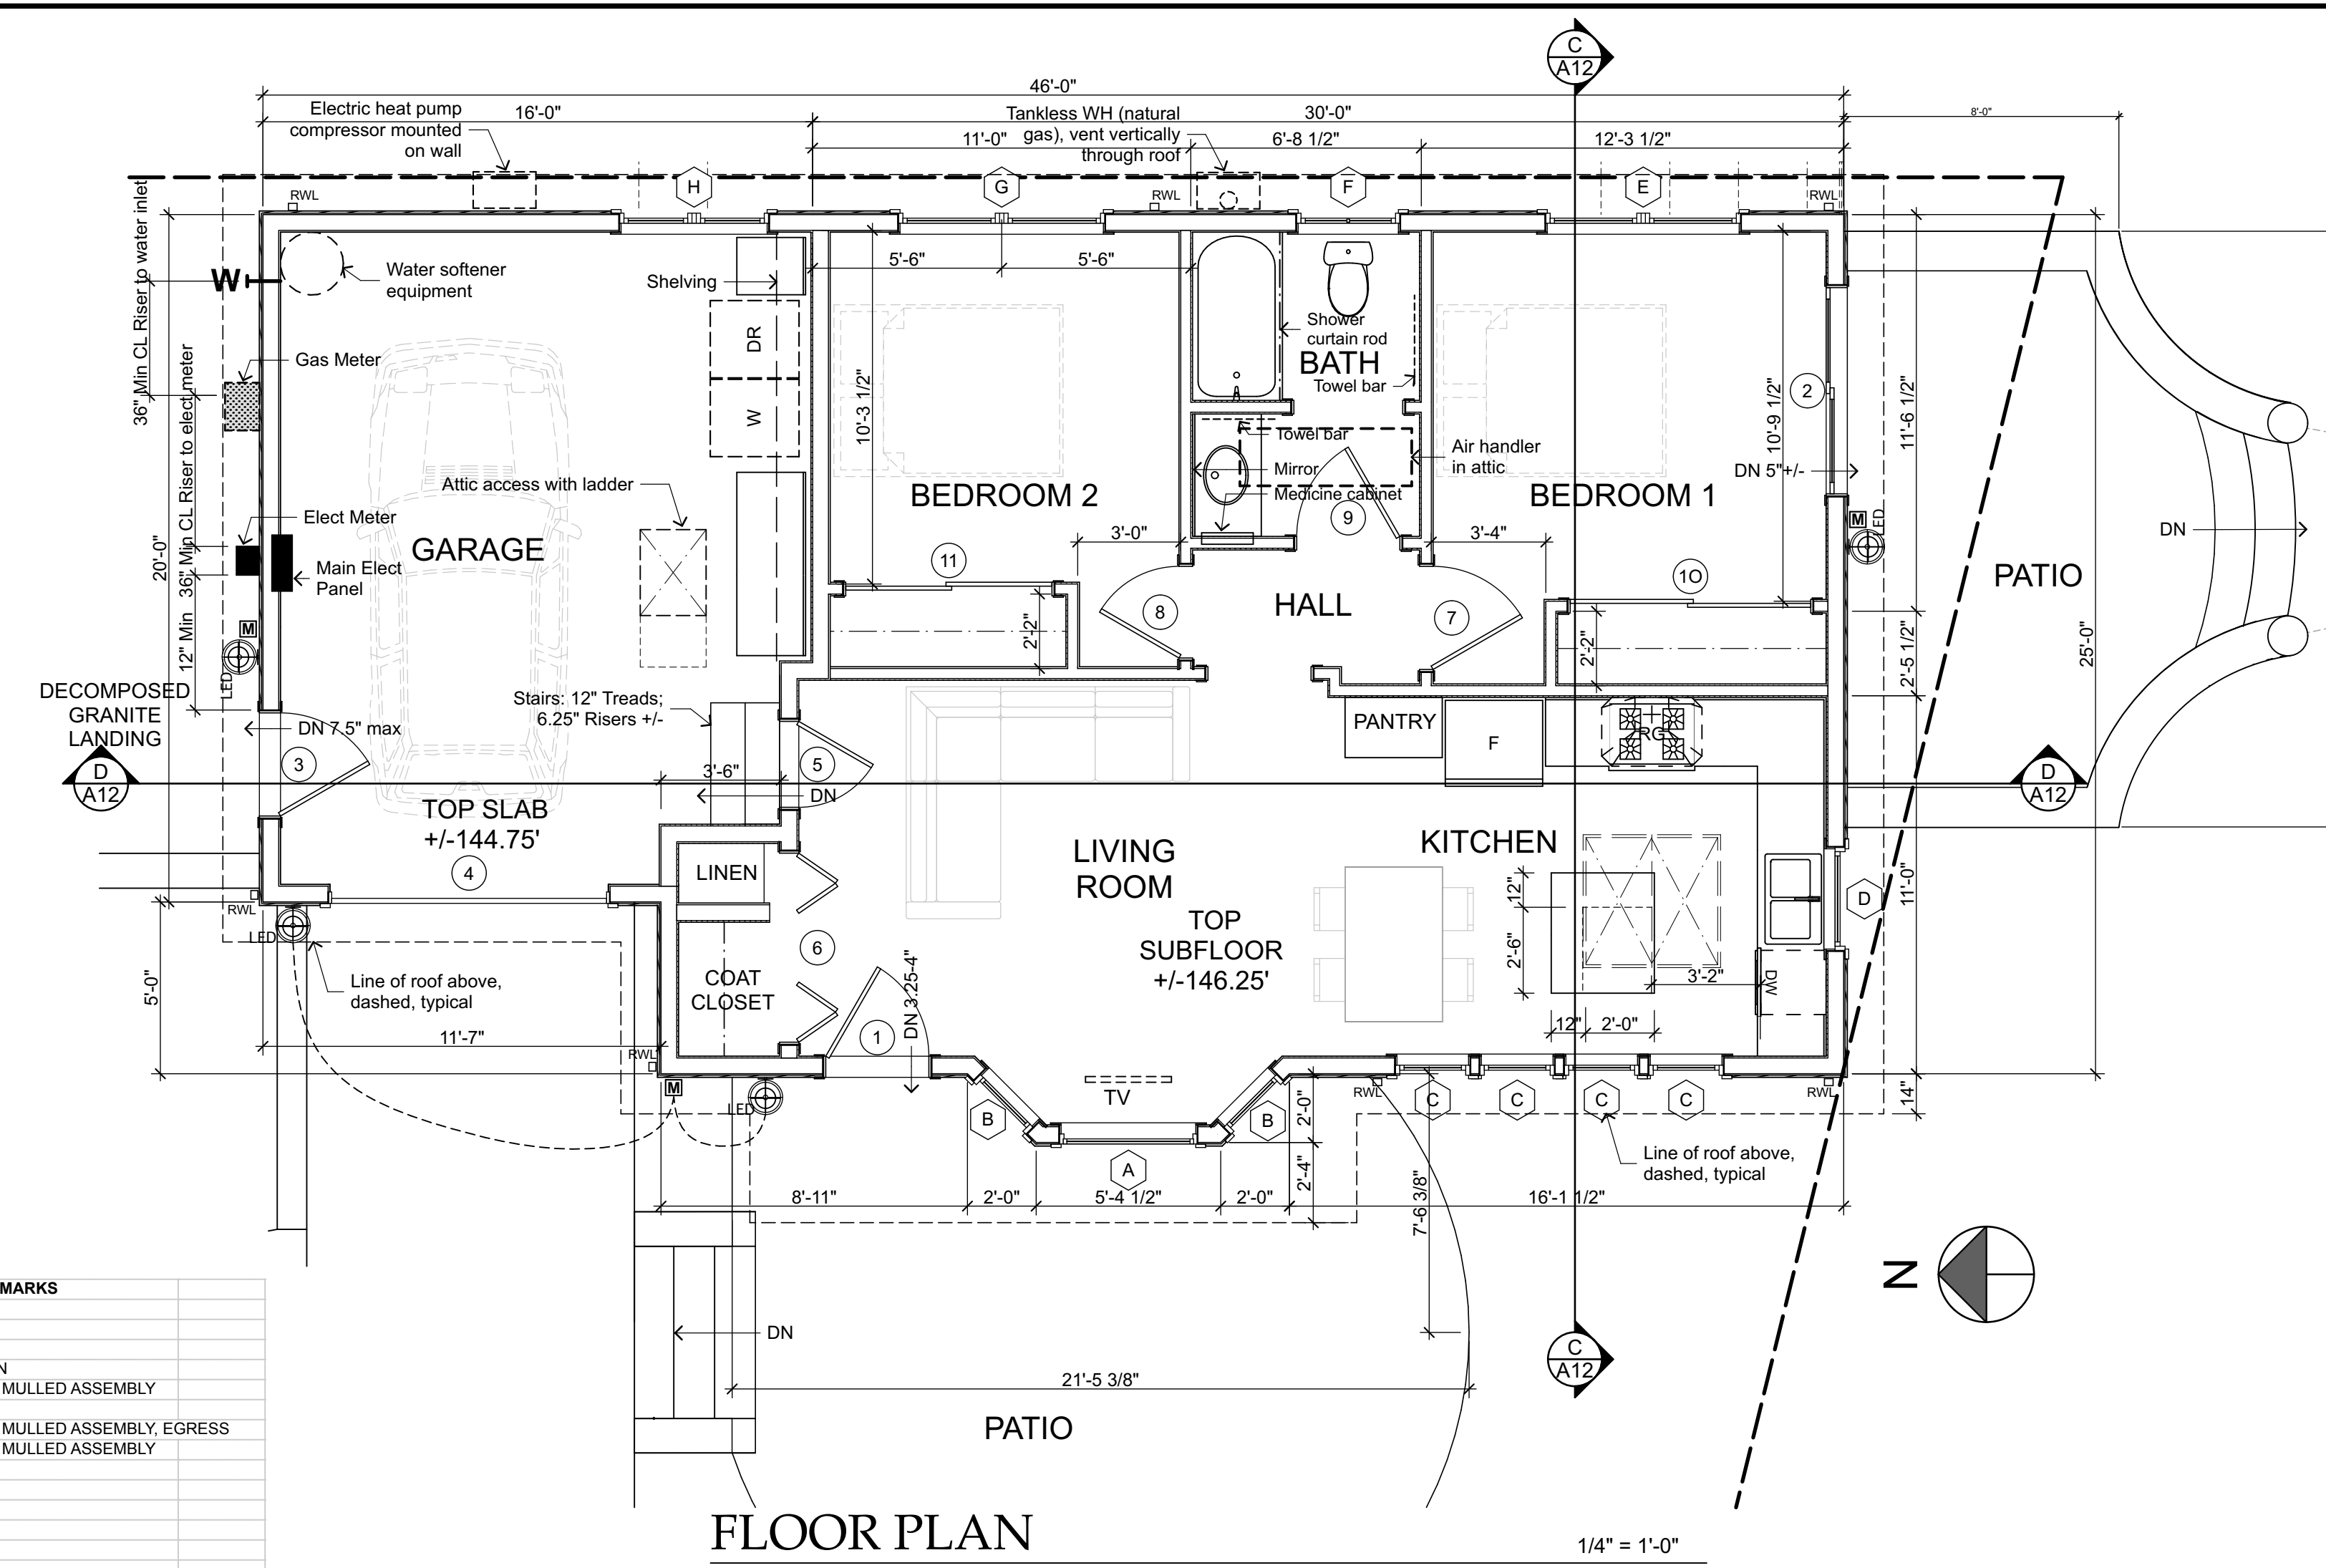 C
A12
46'-0"
Electric heat pump
compressor mounted
on wall
16'-0"
Tankless WH (natural
gas), vent vertically
through roof
30'-0"
8'-0"
11'-0"
6'-8 1/2"
12'-3 1/2"
RWL
H
G
RWL
F
E
RWL
36" Min CL Riser to water inlet
W
Water softener
equipment
Shelving
5'-6"
5'-6"
Shower
curtain rod
BATH
Towel bar
Gas Meter
DR
W
10'-3 1/2"
2
10'-9 1/2"
11'-6 1/2"
36" Min CL Riser to elect meter
Towel bar
Mirror
Medicine cabinet
Air handler
in attic
DN 5"+/-
Attic access with ladder
BEDROOM 2
BEDROOM 1
Elect Meter
GARAGE
Main Elect
Panel
20'-0"
9
3'-0"
3'-4"
M
LED
DN
PATIO
11
10
HALL
8
7
12" Min
M
LED
2'-2"
2'-2"
2'-5 1/2"
25'-0"
DECOMPOSED
GRANITE
LANDING
Stairs: 12" Treads;
6.25" Risers +/-
DN 7.5" max
PANTRY
F
RG
D
A12
3
3'-6"
5
DN
D
A12
TOP SLAB
+/-144.75'
4
LINEN
LIVING
ROOM
KITCHEN
12"
2'-6"
D
11'-0"
RWL
LED
TOP
SUBFLOOR
+/-146.25'
6
COAT
CLOSET
DN 3.25-4"
3'-2"
DW
5'-0"
Line of roof above,
dashed, typical
12"
2'-0"
11'-7"
1
RWL
M
LED
TV
B
B
2'-0"
RWL
C
C
C
C
RWL
14"
A
2'-4"
Line of roof above,
dashed, typical
8'-11"
2'-0"
5'-4 1/2"
2'-0"
7'-6 3/8"
16'-1 1/2"
N
MARKS
N
MULLED ASSEMBLY
MULLED ASSEMBLY, EGRESS
MULLED ASSEMBLY
DN
C
A12
21'-5 3/8"
PATIO
FLOOR PLAN
1/4" = 1'-0"